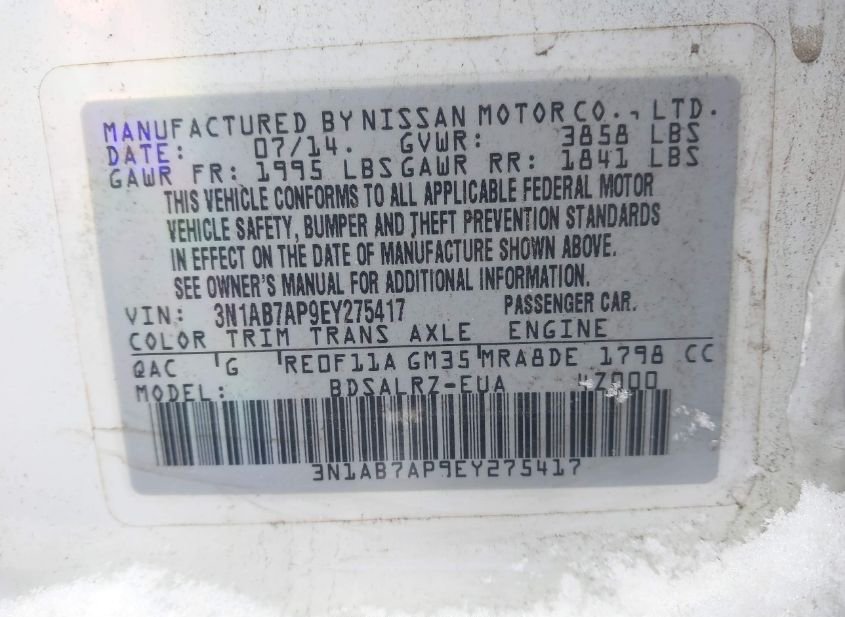 MANUFACTURED BY NISSAN MOTOR CO., LTD.
DATE: 07/14. GVWR: 3858 LBS
GAWR FR: 1995 LBS GAWR RR: 1841 LBS
THIS VEHICLE CONFORMS TO ALL APPLICABLE FEDERAL MOTOR
VEHICLE SAFETY, BUMPER AND THEFT PREVENTION STANDARDS
IN EFFECT ON THE DATE OF MANUFACTURE SHOWN ABOVE.
SEE OWNER'S MANUAL FOR ADDITIONAL INFORMATION.
VIN: 3N1AB7AP9EY275417 PASSENGER CAR.
COLOR TRIM TRANS AXLE ENGINE
QAC G RE0F11A GM35 MRA8DE 1798 CC
MODEL: BDSALRZ-EUA 47000
3N1AB7AP9EY275417